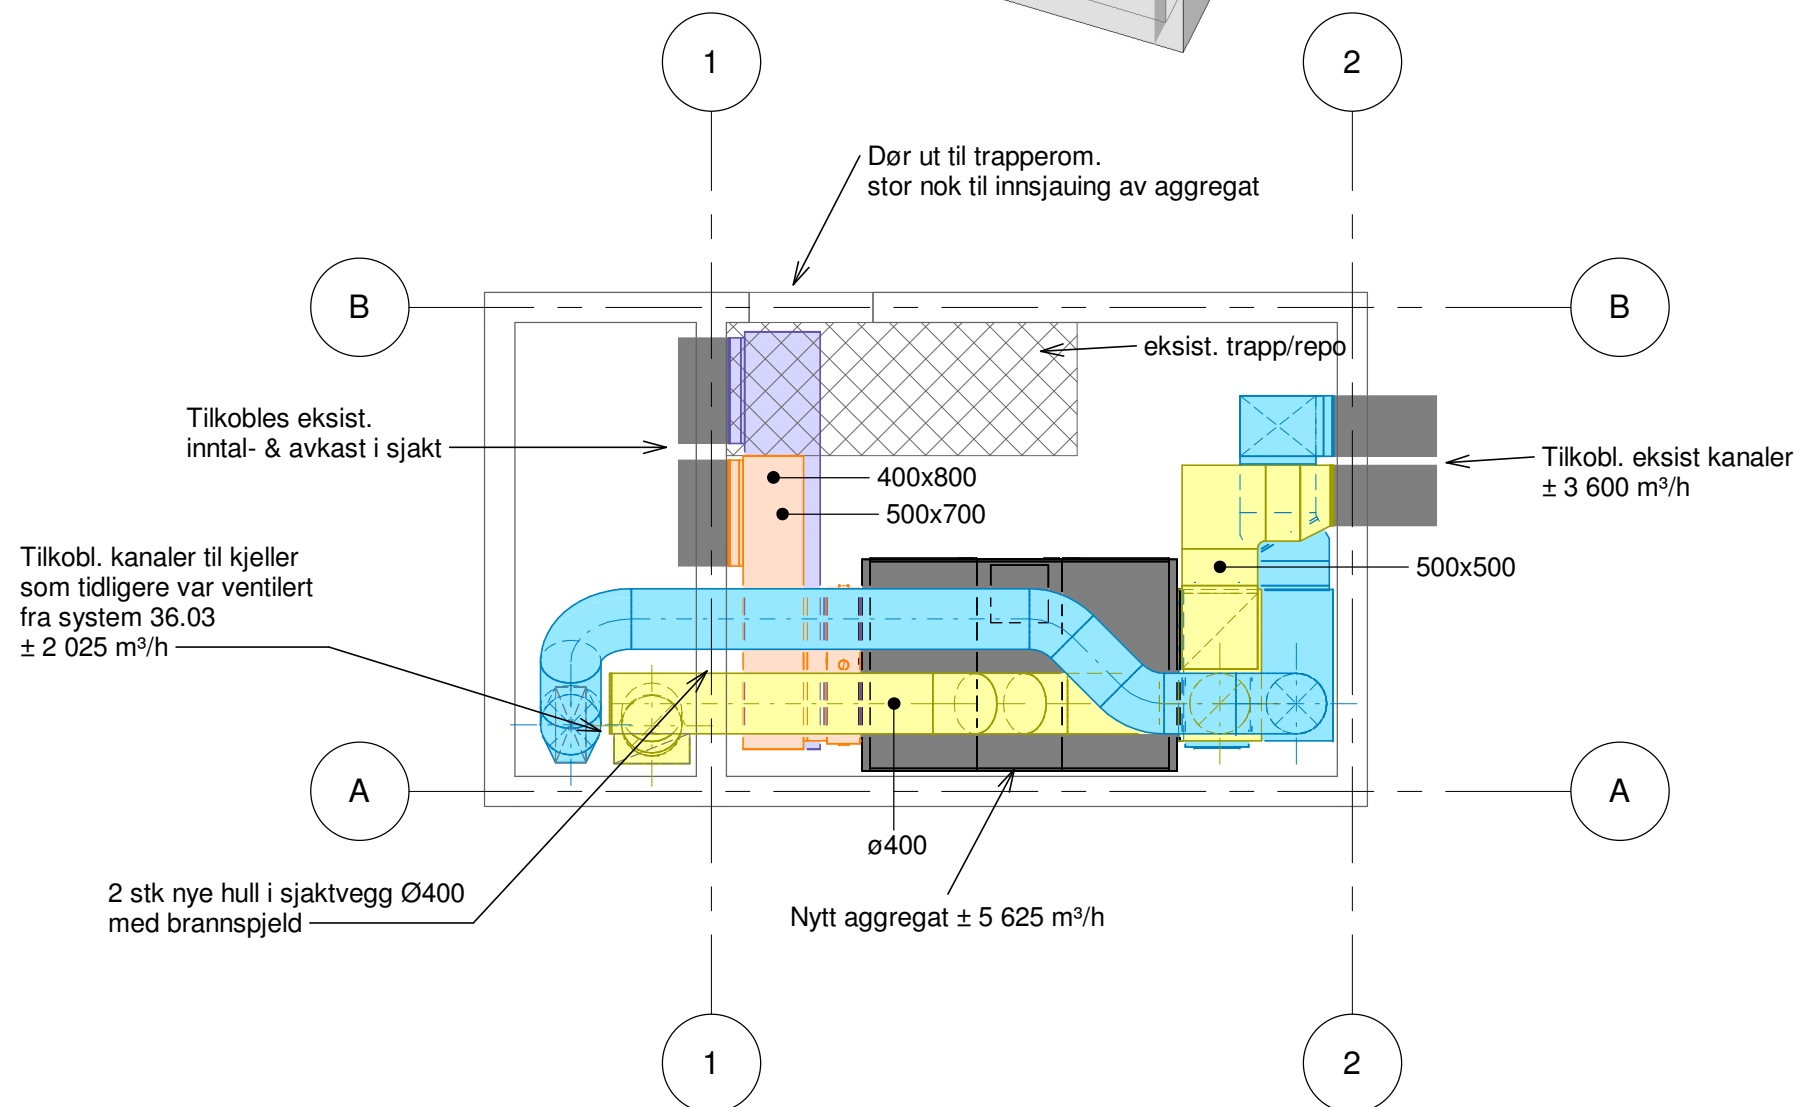 1
2
Dør ut til trapperom.
stor nok til innsjauing av aggregat
B
B
eksist. trapp/repo
Tilkobles eksist.
inntal- & avkast i sjakt
400x800
500x700
Tilkobl. eksist kanaler
± 3 600 m³/h
Tilkobl. kanaler til kjeller
som tidligere var ventilert
fra system 36.03
± 2 025 m³/h
500x500
A
A
ø400
2 stk nye hull i sjaktvegg Ø400
med brannspjeld
Nytt aggregat ± 5 625 m³/h
1
2